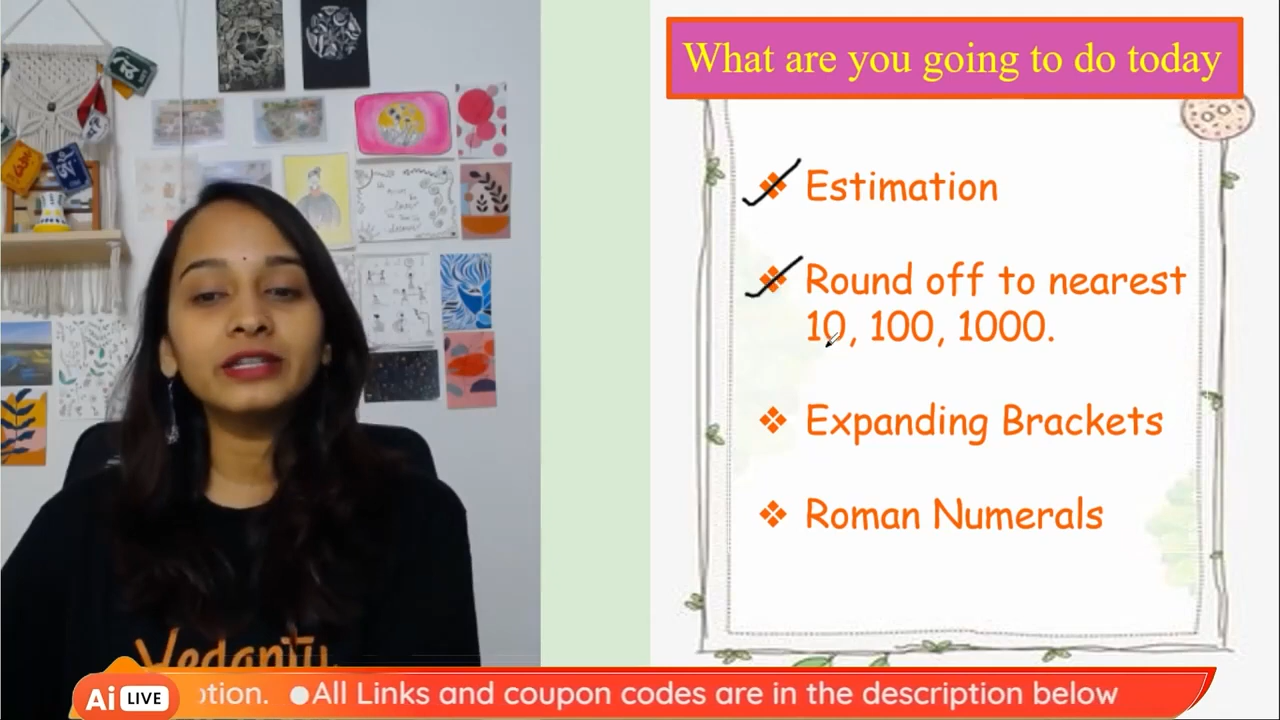 What are you going to do today
Estimation
Round off to nearest
10, 100, 1000.
Expanding Brackets
Roman Numerals
Vedantu
Ai LIVE
ption. ●All Links and coupon codes are in the description below